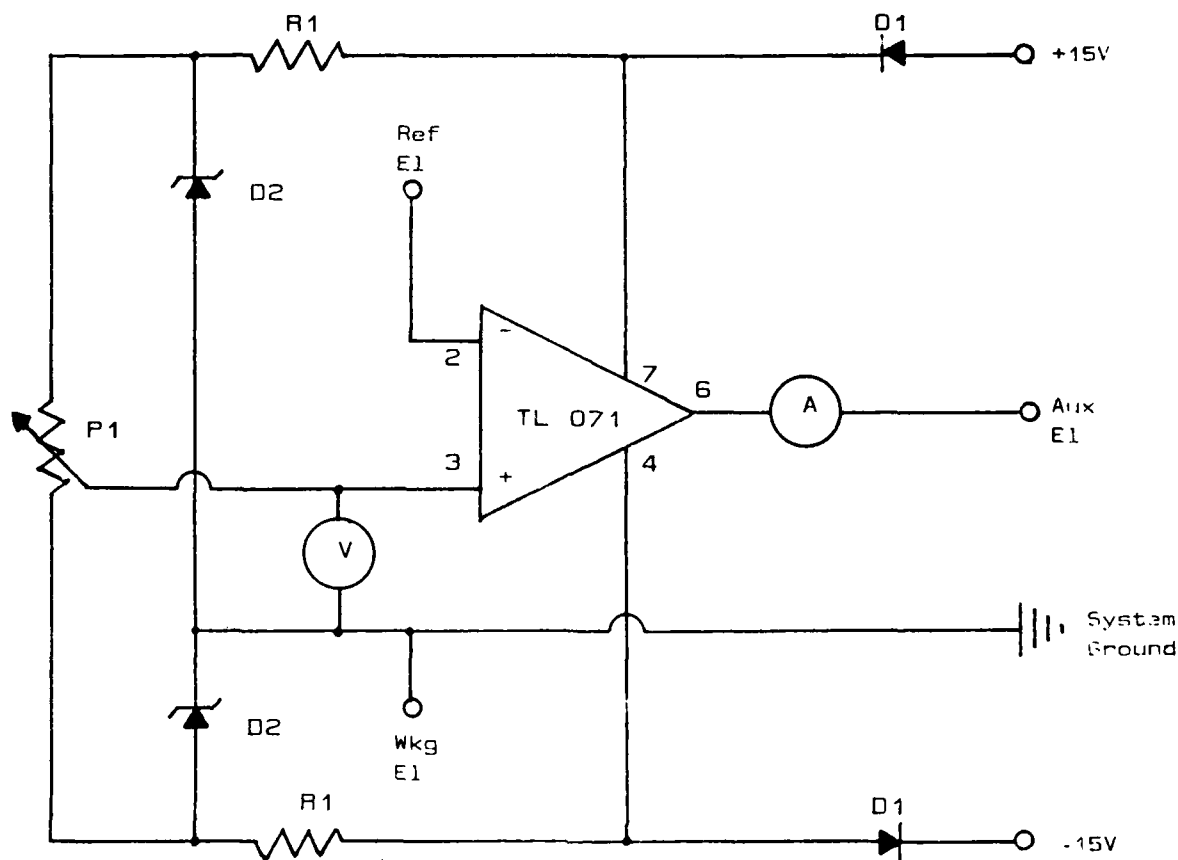 R1
D1
+15V
Ref
El
D2
2
-
7
6
TL 071
A
Aux
El
P1
3
+
4
V
System
Ground
D2
Wkg
El
R1
D1
-15V